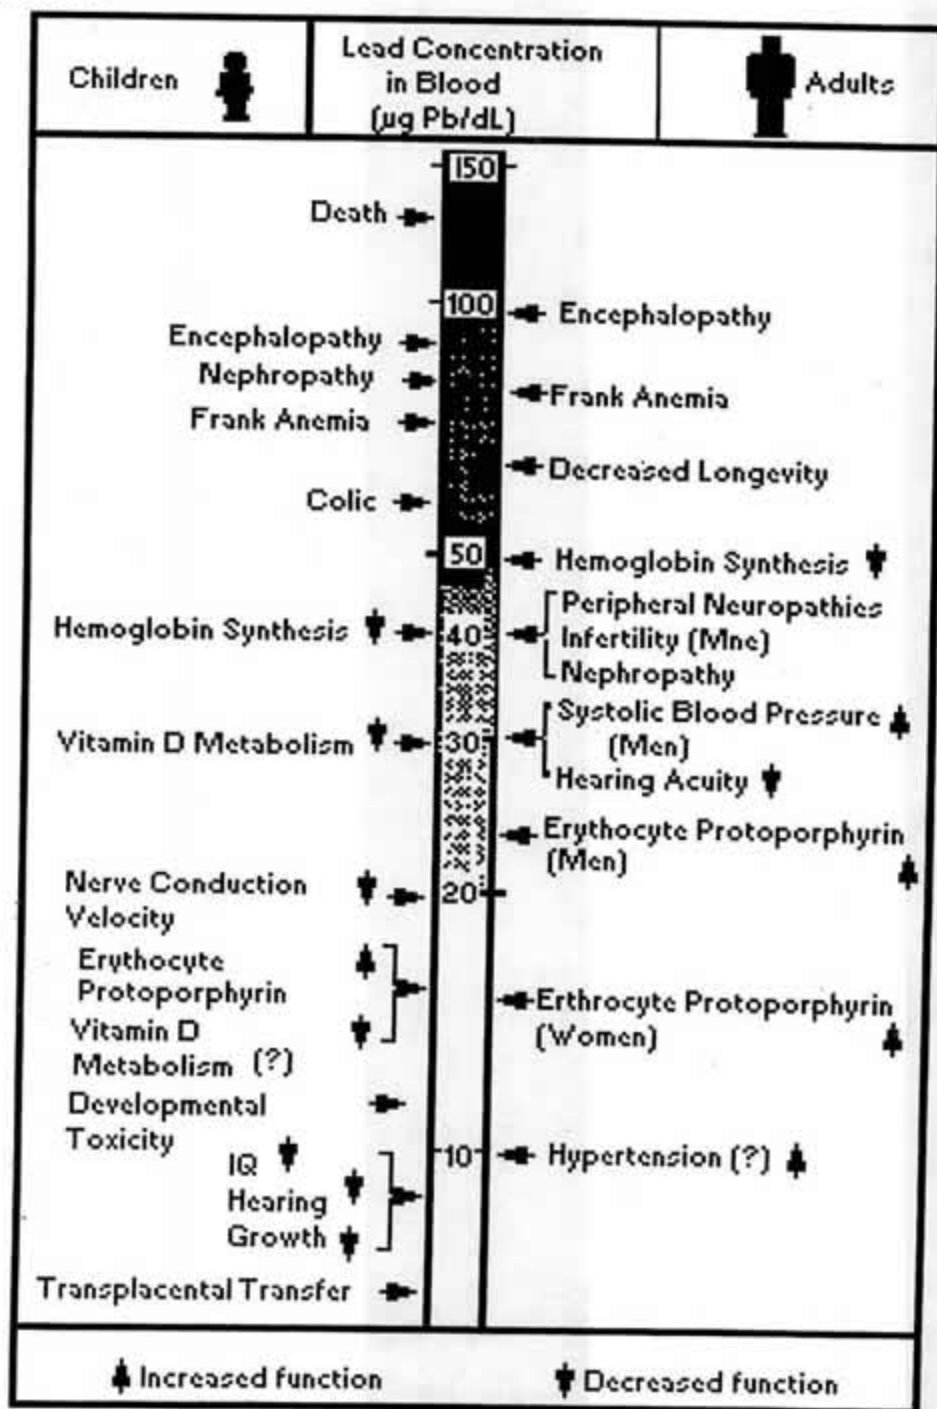 Children
Lead Concentration
in Blood
(µg Pb/dL)
Adults
150
Death
100
Encephalopathy
Encephalopathy
Nephropathy
Frank Anemia
Frank Anemia
Decreased Longevity
Colic
50
Hemoglobin Synthesis
Peripheral Neuropathies
Hemoglobin Synthesis
40
Infertility (Mne)
Nephropathy
Systolic Blood Pressure
(Men)
Vitamin D Metabolism
30
Hearing Acuity
Erythocyte Protoporphyrin
(Men)
Nerve Conduction
Velocity
20
Erythocyte
Protoporphyrin
Erthrocyte Protoporphyrin
(Women)
Vitamin D
Metabolism (?)
Developmental
Toxicity
10
Hypertension (?)
IQ
Hearing
Growth
Transplacental Transfer
Increased function
Decreased function